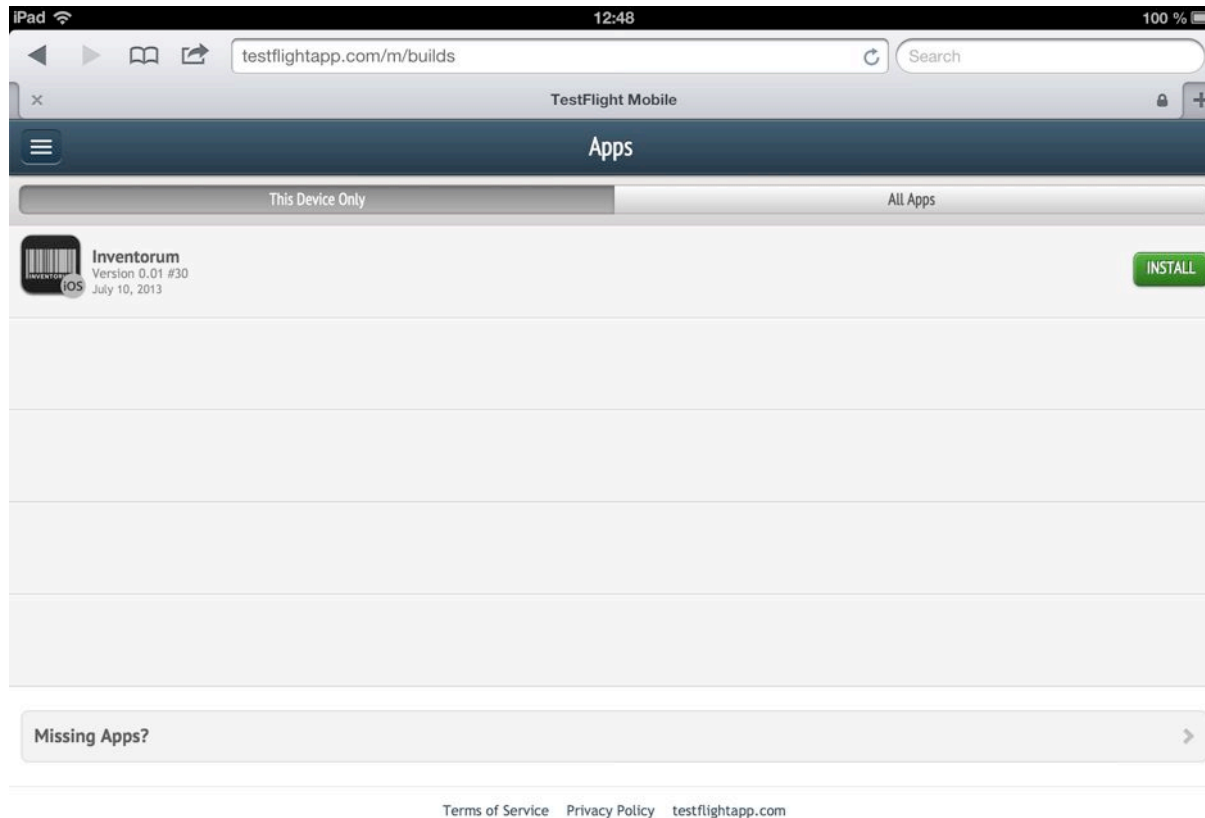 iPad 12:48 100 %
testflightapp.com/m/builds Search
TestFlight Mobile
Apps
This Device Only All Apps
Inventorum
Version 0.01 #30
July 10, 2013
iOS
INSTALL
Missing Apps?
Terms of Service Privacy Policy testflightapp.com